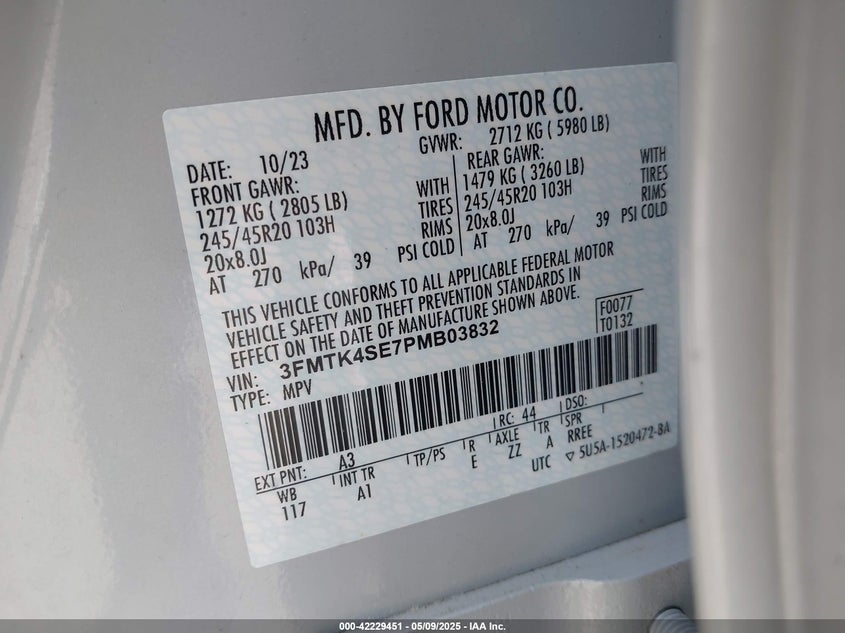 MFD. BY FORD MOTOR CO.
DATE: 10/23 GVWR: 2712 KG ( 5980 LB)
FRONT GAWR: REAR GAWR:
1272 KG ( 2805 LB) WITH 1479 KG ( 3260 LB) WITH
245/45R20 103H TIRES 245/45R20 103H TIRES
20x8.0J RIMS 20x8.0J RIMS
AT 270 kPa/ 39 PSI COLD AT 270 kPa/ 39 PSI COLD
THIS VEHICLE CONFORMS TO ALL APPLICABLE FEDERAL MOTOR
VEHICLE SAFETY AND THEFT PREVENTION STANDARDS IN
EFFECT ON THE DATE OF MANUFACTURE SHOWN ABOVE.
F0077
T0132
VIN: 3FMTK4SE7PMB03832
TYPE: MPV
EXT PNT: A3 RC: 44 DSO:
WB INT TR TP/PS R AXLE TR SPR
117 A1 E ZZ A RREE
UTC ▽ 5U5A-1520472-BA
000-42229451 | 05/09/2025 | IAA Inc.